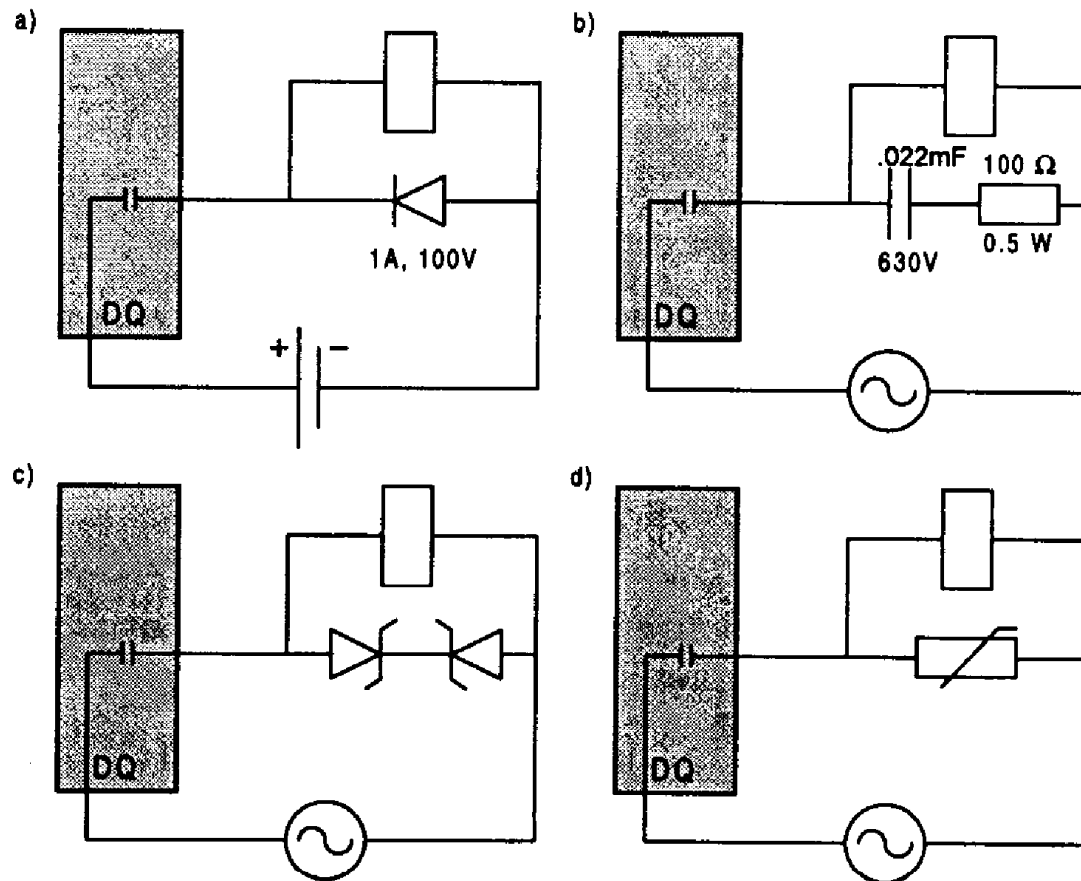 a)
1A, 100V
DQ
+ −
b)
.022mF
100 Ω
630V
0.5 W
DQ
c)
DQ
d)
DQ